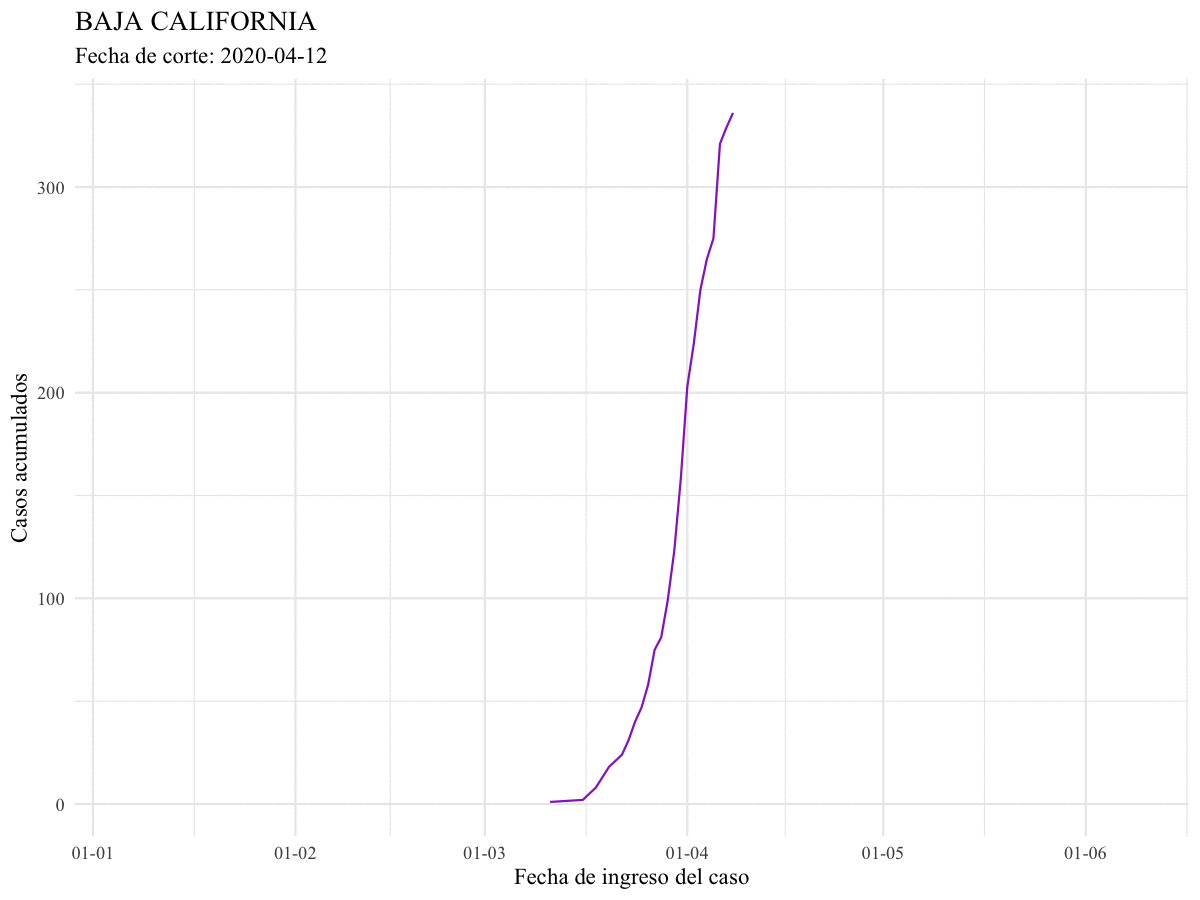 BAJA CALIFORNIA
Fecha de corte: 2020-04-12
Casos acumulados
300
200
100
0
01-01 01-02 01-03 01-04 01-05 01-06
Fecha de ingreso del caso